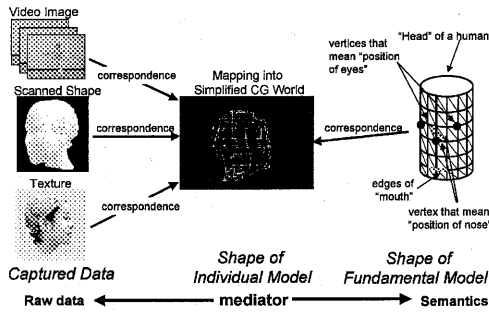 Video Image
correspondence
Scanned Shape
correspondence
Texture
correspondence
Captured Data
Mapping into
Simplified CG World
Shape of
Individual Model
correspondence
"Head" of a human
vertices that
mean "position
of eyes"
edges of
"mouth"
vertex that mean
"position of nose"
Shape of
Fundamental Model
Raw data
mediator
Semantics